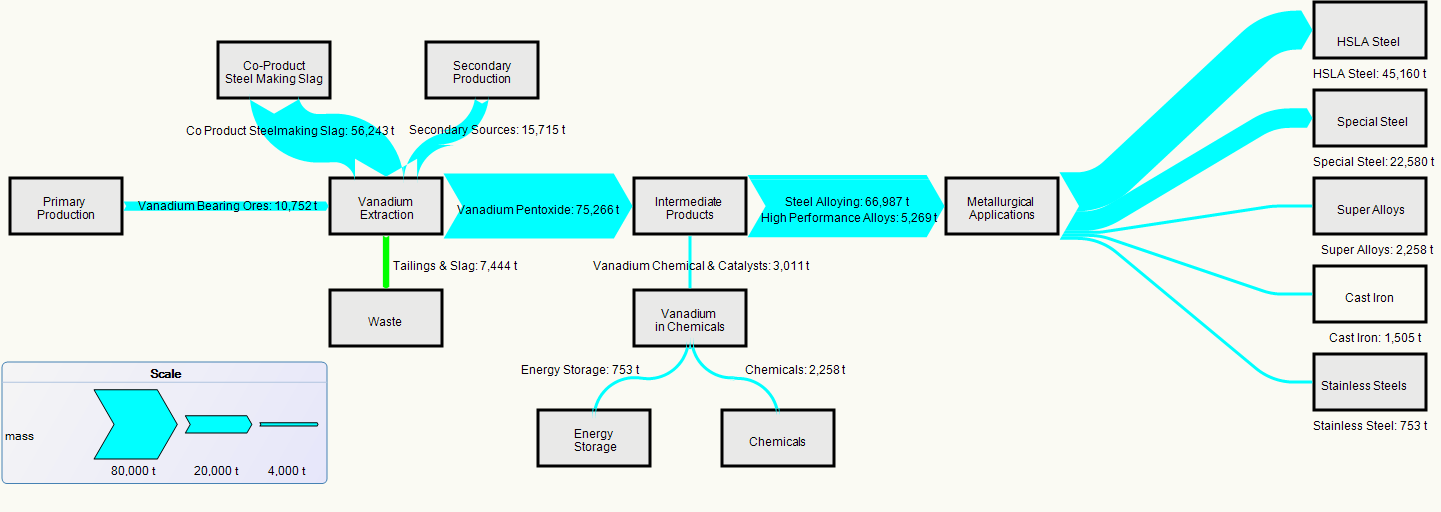 HSLA Steel
HSLA Steel: 45,160 t
Co-Product
Steel Making Slag
Secondary
Production
Co Product Steelmaking Slag: 56,243 t
Secondary Sources: 15,715 t
Special Steel
Special Steel: 22,580 t
Primary
Production
Vanadium Bearing Ores: 10,752 t
Vanadium
Extraction
Vanadium Pentoxide: 75,266 t
Intermediate
Products
Steel Alloying: 66,987 t
High Performance Alloys: 5,269 t
Metallurgical
Applications
Super Alloys
Super Alloys: 2,258 t
Tailings & Slag: 7,444 t
Vanadium Chemical & Catalysts: 3,011 t
Waste
Vanadium
in Chemicals
Cast Iron
Cast Iron: 1,505 t
Energy Storage: 753 t
Chemicals: 2,258 t
Stainless Steels
Stainless Steel: 753 t
Energy
Storage
Chemicals
Scale
mass
80,000 t
20,000 t
4,000 t